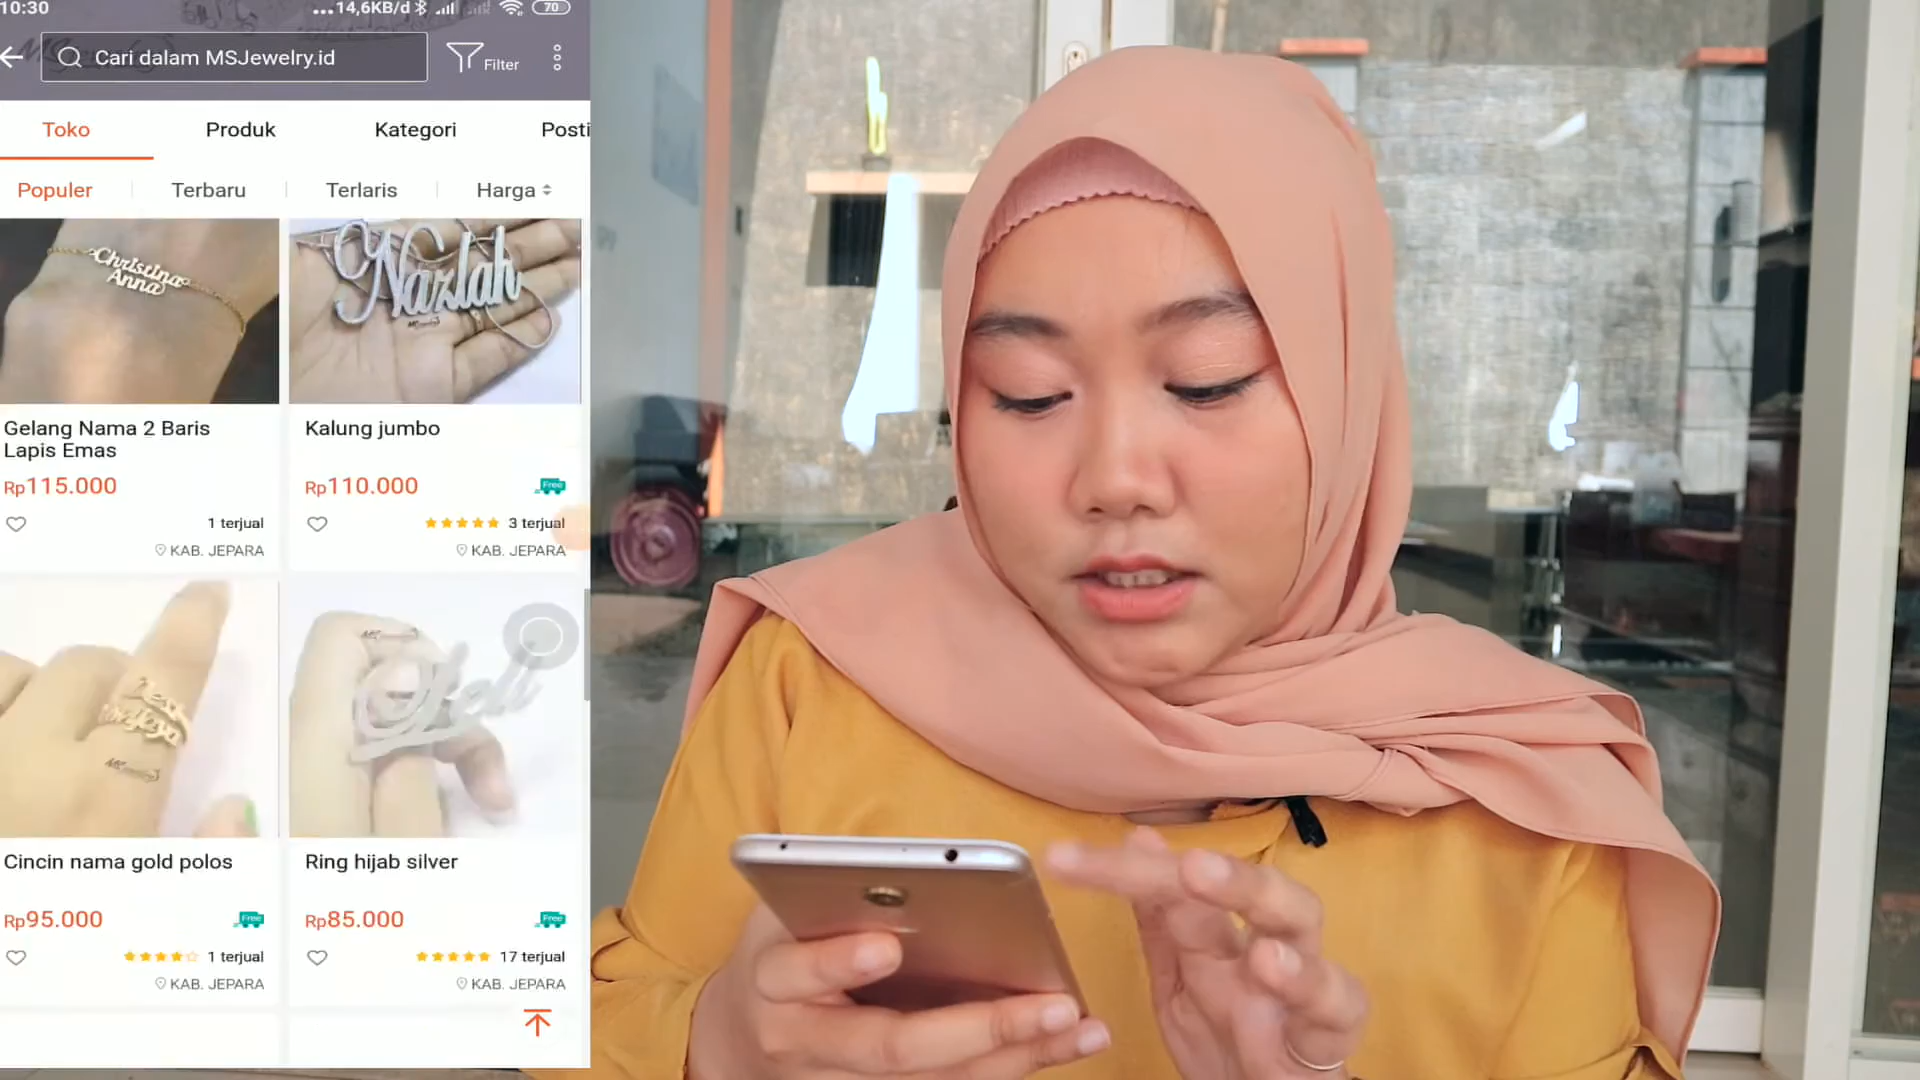 10:30
...14,6KB/d
70
Cari dalam MSJewelry.id
Filter
Toko
Produk
Kategori
Posti
Populer
Terbaru
Terlaris
Harga
Christina
Anna
Nazlah
Gelang Nama 2 Baris
Lapis Emas
Kalung jumbo
Rp115.000
Rp110.000
Free
1 terjual
3 terjual
KAB. JEPARA
KAB. JEPARA
Cincin nama gold polos
Ring hijab silver
Rp95.000
Free
Rp85.000
Free
1 terjual
17 terjual
KAB. JEPARA
KAB. JEPARA